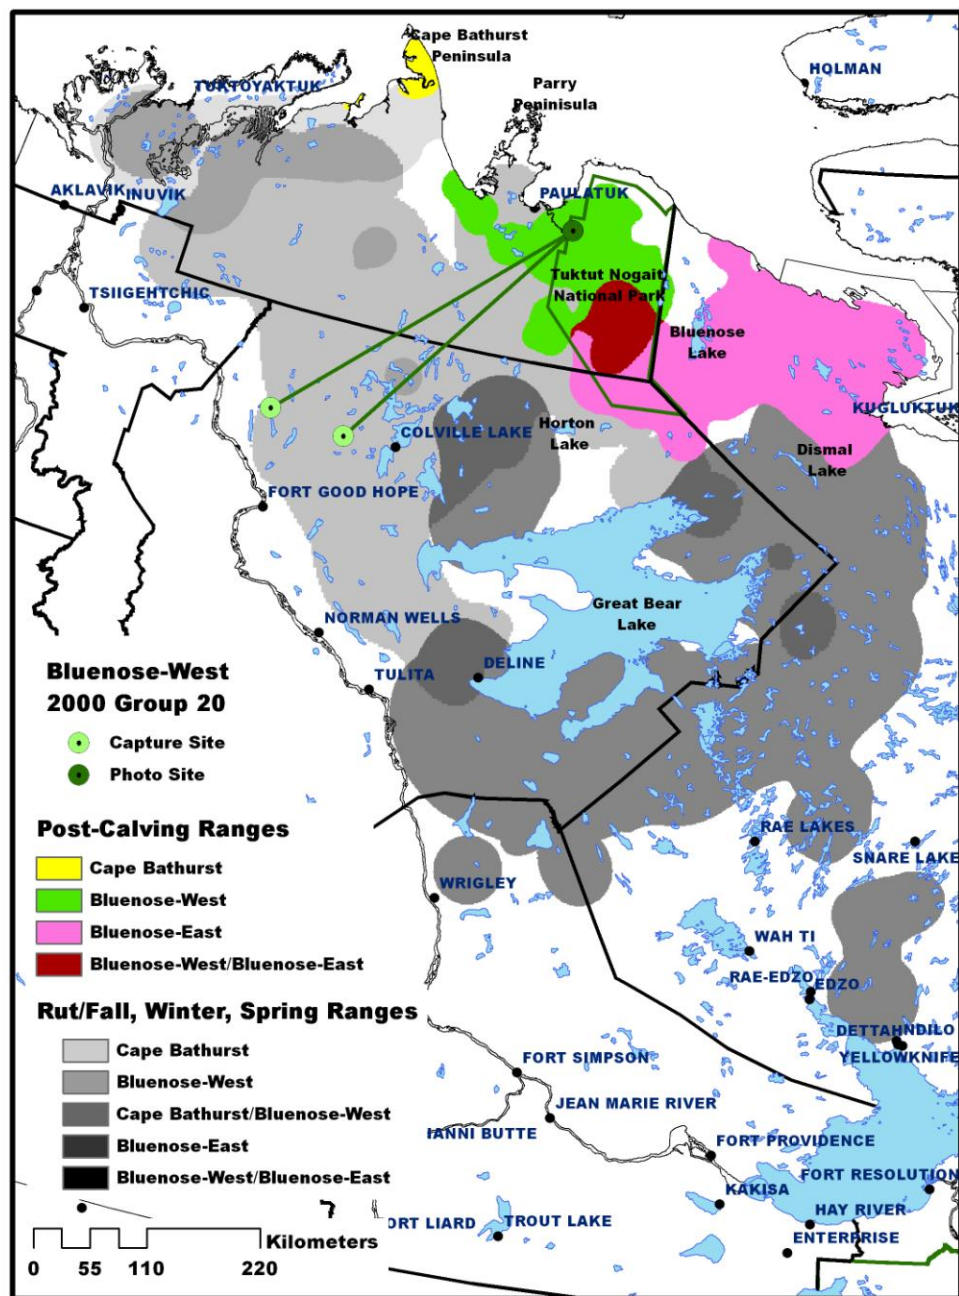 Cape Bathurst
Peninsula
HOLMAN
TUKTOYAKTUK
Parry
Peninisula
AKLAVIK
INUVIK
PAULATUK
Tuktut Nogait
National Park
TSIIGEHTCHIC
Bluenose
Lake
KUGLUKTUK
Horton
Lake
COLVILLE LAKE
Dismal
Lake
FORT GOOD HOPE
Great Bear
Lake
NORMAN WELLS
DELINE
TULITA
Bluenose-West
2000 Group 20
Capture Site
Photo Site
Post-Calving Ranges
Cape Bathurst
Bluenose-West
Bluenose-East
Bluenose-West/Bluenose-East
RAE LAKES
SNARE LAKE
WRIGLEY
WAH TI
RAE-EDZO
EDZO
DETTAH
NDILO
YELLOWKNIFE
Rut/Fall, Winter, Spring Ranges
Cape Bathurst
Bluenose-West
Cape Bathurst/Bluenose-West
Bluenose-East
Bluenose-West/Bluenose-East
FORT SIMPSON
JEAN MARIE RIVER
IANNI BUTTE
FORT PROVIDENCE
FORT RESOLUTION
KAKISA
HAY RIVER
ORT LIARD
TROUT LAKE
ENTERPRISE
Kilometers
0 55 110 220